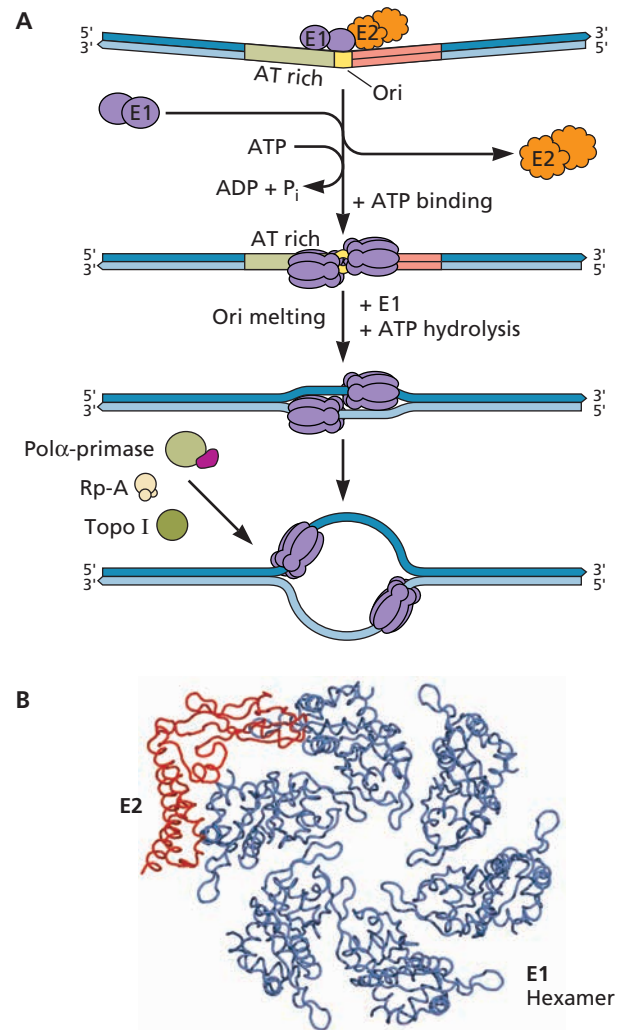 A
5'
3'
E1
E2
3'
5'
AT rich
Ori
E1
ATP
ADP + Pi
E2
+ ATP binding
AT rich
5'
3'
3'
5'
Ori melting
+ E1
+ ATP hydrolysis
5'
3'
3'
5'
Polα-primase
Rp-A
Topo I
5'
3'
3'
5'
B
E2
E1
Hexamer